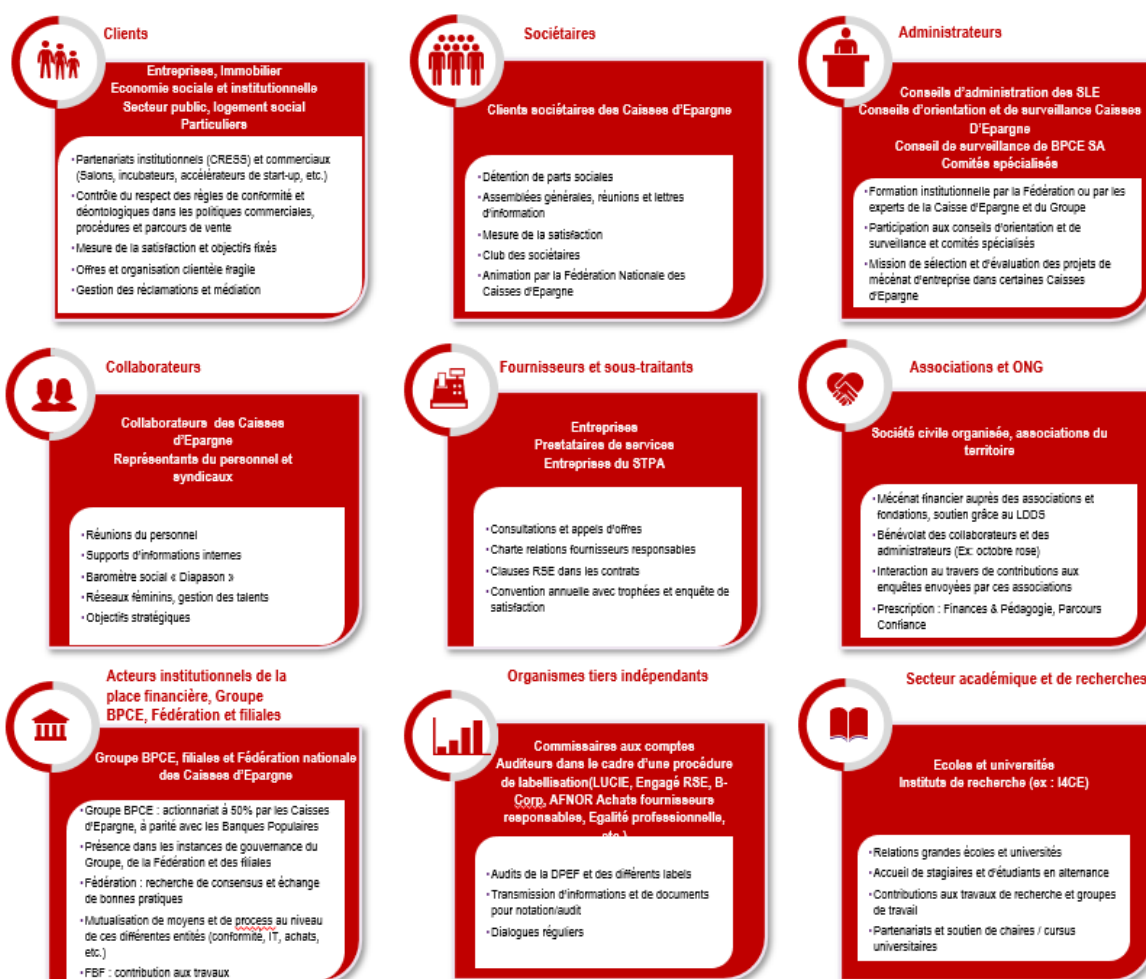 Clients
Entreprises, Immobilier
Economie sociale et institutionnelle
Secteur public, logement social
Particuliers
•Partenariats institutionnels (CRESS) et commerciaux
(Salons, incubateurs, accélérateurs de start-up, etc.)
•Contrôle du respect des règles de conformité et
déontologiques dans les politiques commerciales,
procédures et parcours de vente
•Mesure de la satisfaction et objectifs fixés
•Offres et organisation clientèle fragile
•Gestion des réclamations et médiation
Sociétaires
Clients sociétaires des Caisses d'Epargne
•Détention de parts sociales
•Assemblées générales, réunions et lettres
d'information
•Mesure de la satisfaction
•Club des sociétaires
•Animation par la Fédération Nationale des
Caisses d'Epargne
Administrateurs
Conseils d'administration des SLE
Conseils d'orientation et de surveillance Caisses
D'Epargne
Conseil de surveillance de BPCE SA
Comités spécialisés
•Formation institutionnelle par la Fédération ou par les
experts de la Caisse d'Epargne et du Groupe
•Participation aux conseils d'orientation et de
surveillance et comités spécialisés
•Mission de sélection et d'évaluation des projets de
mécénat d'entreprise dans certaines Caisses
d'Epargne
Collaborateurs
Collaborateurs des Caisses
d'Epargne
Représentants du personnel et
syndicaux
•Réunions du personnel
•Supports d'informations internes
•Baromètre social « Diapason »
•Réseaux féminins, gestion des talents
•Objectifs stratégiques
Fournisseurs et sous-traitants
Entreprises
Prestataires de services
Entreprises du STPA
•Consultations et appels d'offres
•Charte relations fournisseurs responsables
•Clauses RSE dans les contrats
•Convention annuelle avec trophées et enquête de
satisfaction
Associations et ONG
Société civile organisée, associations du
territoire
•Mécénat financier auprès des associations et
fondations, soutien grâce au LDDS
•Bénévolat des collaborateurs et des
administrateurs (Ex: octobre rose)
•Interaction au travers de contributions aux
enquêtes envoyées par ces associations
•Prescription : Finances & Pédagogie, Parcours
Confiance
Acteurs institutionnels de la
place financière, Groupe
BPCE, Fédération et filiales
Groupe BPCE, filiales et Fédération nationale
des Caisses d'Epargne
•Groupe BPCE : actionnariat à 50% par les Caisses
d'Epargne, à parité avec les Banques Populaires
•Présence dans les instances de gouvernance du
Groupe, de la Fédération et des filiales
•Fédération : recherche de consensus et échange
de bonnes pratiques
•Mutualisation de moyens et de process au niveau
de ces différentes entités (conformité, IT, achats,
etc.)
•FBF : contribution aux travaux
Organismes tiers indépendants
Commissaires aux comptes
Auditeurs dans le cadre d'une procédure
de labellisation(LUCIE, Engagé RSE, B-
Corp, AFNOR Achats fournisseurs
responsables, Egalité professionnelle,
etc.)
•Audits de la DPEF et des différents labels
•Transmission d'informations et de documents
pour notation/audit
•Dialogues réguliers
Secteur académique et de recherches
Ecoles et universités
Instituts de recherche (ex : I4CE)
•Relations grandes écoles et universités
•Accueil de stagiaires et d'étudiants en alternance
•Contributions aux travaux de recherche et groupes
de travail
•Partenariats et soutien de chaires / cursus
universitaires